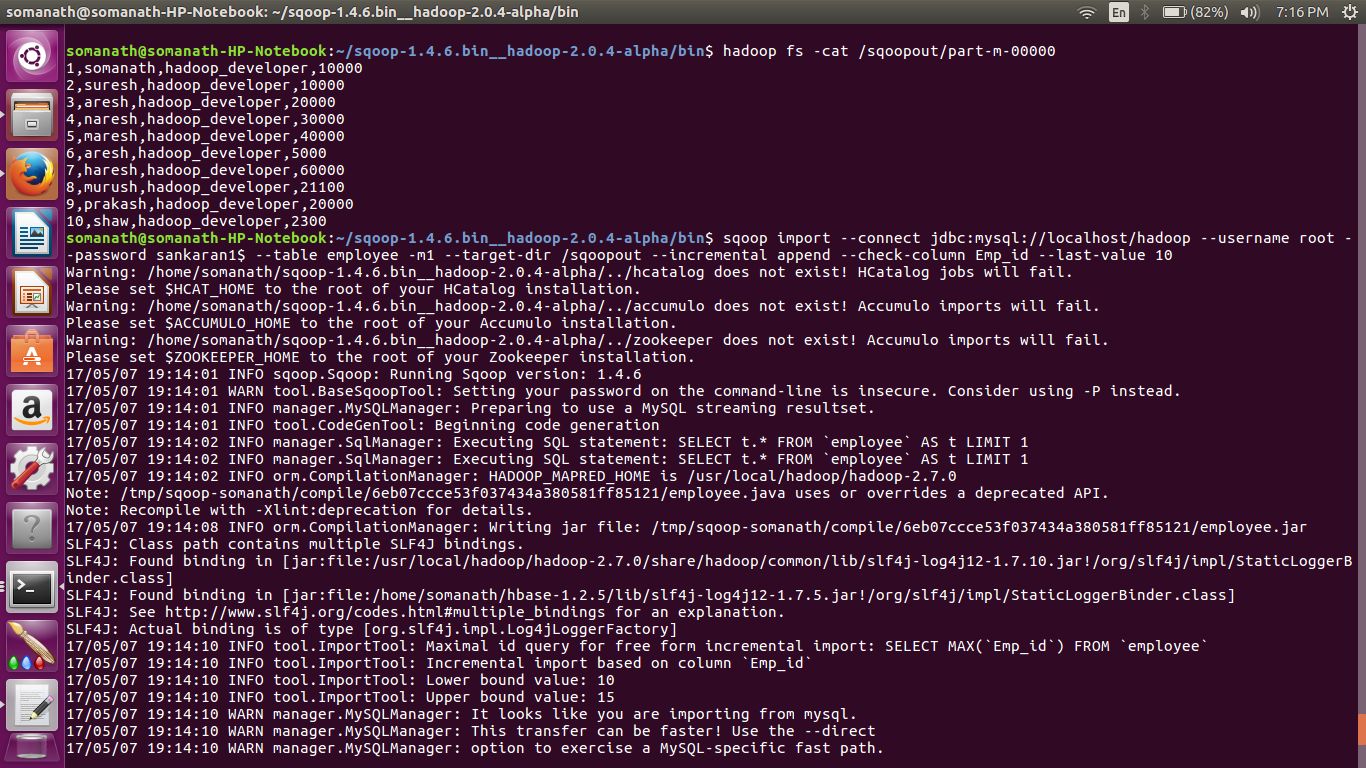 somanath@somanath-HP-Notebook: ~/sqoop-1.4.6.bin__hadoop-2.0.4-alpha/bin
En (82%) 7:16 PM
somanath@somanath-HP-Notebook:~/sqoop-1.4.6.bin__hadoop-2.0.4-alpha/bin$ hadoop fs -cat /sqoopout/part-m-00000
1,somanath,hadoop_developer,10000
2,suresh,hadoop_developer,10000
3,aresh,hadoop_developer,20000
4,naresh,hadoop_developer,30000
5,maresh,hadoop_developer,40000
6,aresh,hadoop_developer,5000
7,haresh,hadoop_developer,60000
8,murush,hadoop_developer,21100
9,prakash,hadoop_developer,20000
10,shaw,hadoop_developer,2300
somanath@somanath-HP-Notebook:~/sqoop-1.4.6.bin__hadoop-2.0.4-alpha/bin$ sqoop import --connect jdbc:mysql://localhost/hadoop --username root -
-password sankaran1$ --table employee -m1 --target-dir /sqoopout --incremental append --check-column Emp_id --last-value 10
Warning: /home/somanath/sqoop-1.4.6.bin__hadoop-2.0.4-alpha/../hcatalog does not exist! HCatalog jobs will fail.
Please set $HCAT_HOME to the root of your HCatalog installation.
Warning: /home/somanath/sqoop-1.4.6.bin__hadoop-2.0.4-alpha/../accumulo does not exist! Accumulo imports will fail.
Please set $ACCUMULO_HOME to the root of your Accumulo installation.
Warning: /home/somanath/sqoop-1.4.6.bin__hadoop-2.0.4-alpha/../zookeeper does not exist! Accumulo imports will fail.
Please set $ZOOKEEPER_HOME to the root of your Zookeeper installation.
17/05/07 19:14:01 INFO sqoop.Sqoop: Running Sqoop version: 1.4.6
17/05/07 19:14:01 WARN tool.BaseSqoopTool: Setting your password on the command-line is insecure. Consider using -P instead.
17/05/07 19:14:01 INFO manager.MySQLManager: Preparing to use a MySQL streaming resultset.
17/05/07 19:14:01 INFO tool.CodeGenTool: Beginning code generation
17/05/07 19:14:02 INFO manager.SqlManager: Executing SQL statement: SELECT t.* FROM `employee` AS t LIMIT 1
17/05/07 19:14:02 INFO manager.SqlManager: Executing SQL statement: SELECT t.* FROM `employee` AS t LIMIT 1
17/05/07 19:14:02 INFO orm.CompilationManager: HADOOP_MAPRED_HOME is /usr/local/hadoop/hadoop-2.7.0
Note: /tmp/sqoop-somanath/compile/6eb07ccce53f037434a380581ff85121/employee.java uses or overrides a deprecated API.
Note: Recompile with -Xlint:deprecation for details.
17/05/07 19:14:08 INFO orm.CompilationManager: Writing jar file: /tmp/sqoop-somanath/compile/6eb07ccce53f037434a380581ff85121/employee.jar
SLF4J: Class path contains multiple SLF4J bindings.
SLF4J: Found binding in [jar:file:/usr/local/hadoop/hadoop-2.7.0/share/hadoop/common/lib/slf4j-log4j12-1.7.10.jar!/org/slf4j/impl/StaticLoggerB
inder.class]
SLF4J: Found binding in [jar:file:/home/somanath/hbase-1.2.5/lib/slf4j-log4j12-1.7.5.jar!/org/slf4j/impl/StaticLoggerBinder.class]
SLF4J: See http://www.slf4j.org/codes.html#multiple_bindings for an explanation.
SLF4J: Actual binding is of type [org.slf4j.impl.Log4jLoggerFactory]
17/05/07 19:14:10 INFO tool.ImportTool: Maximal id query for free form incremental import: SELECT MAX(`Emp_id`) FROM `employee`
17/05/07 19:14:10 INFO tool.ImportTool: Incremental import based on column `Emp_id`
17/05/07 19:14:10 INFO tool.ImportTool: Lower bound value: 10
17/05/07 19:14:10 INFO tool.ImportTool: Upper bound value: 15
17/05/07 19:14:10 WARN manager.MySQLManager: It looks like you are importing from mysql.
17/05/07 19:14:10 WARN manager.MySQLManager: This transfer can be faster! Use the --direct
17/05/07 19:14:10 WARN manager.MySQLManager: option to exercise a MySQL-specific fast path.